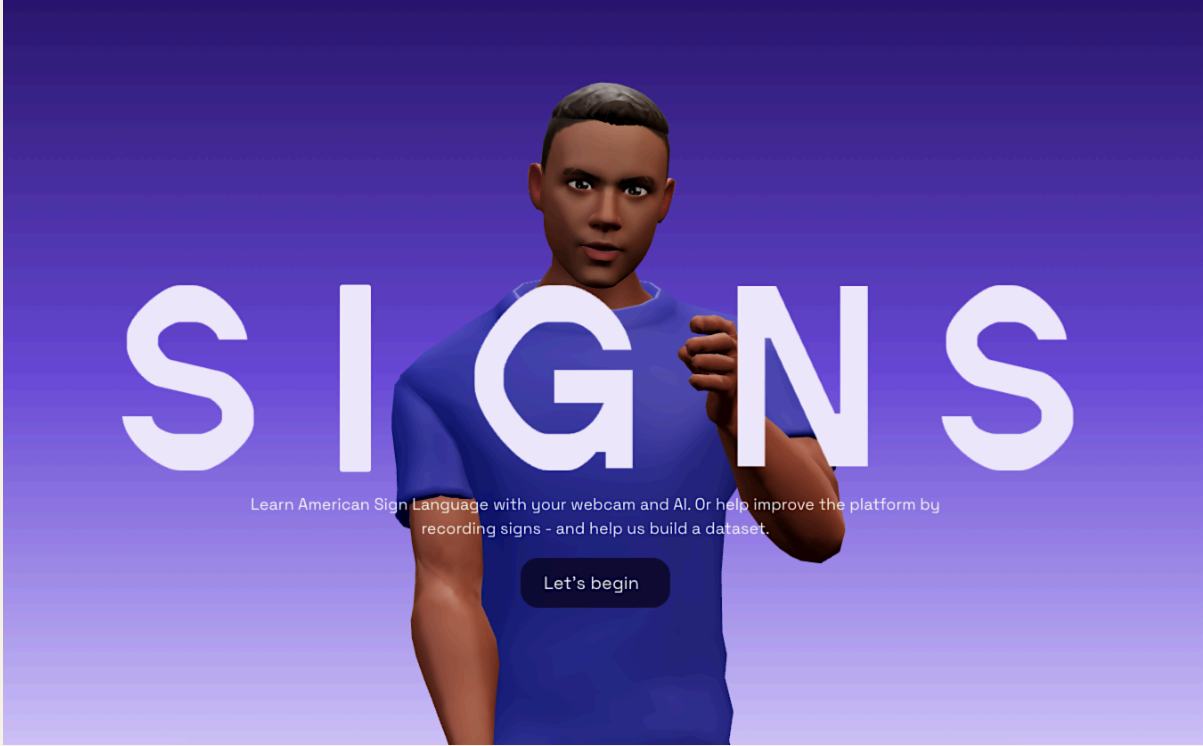 SIGNS
Learn American Sign Language with your webcam and AI. Or help improve the platform by
recording signs - and help us build a dataset.
Let's begin